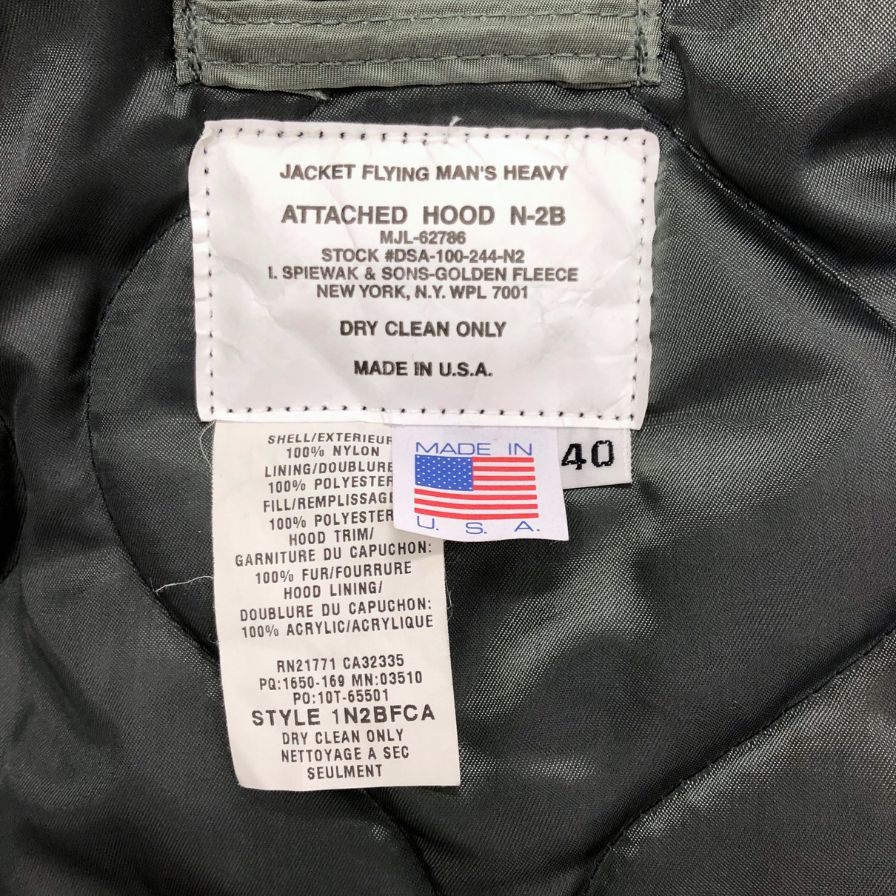 JACKET FLYING MAN'S HEAVY
ATTACHED HOOD N-2B
MJL-62786
STOCK #DSA-100-244-N2
I. SPIEWAK & SONS-GOLDEN FLEECE
NEW YORK, N.Y. WPL 7001
DRY CLEAN ONLY
MADE IN U.S.A.
SHELL/EXTERIEUR
100% NYLON
LINING/DOUBLURE
100% POLYESTER
FILL/REMPLISSAGE
100% POLYESTER
HOOD TRIM/
GARNITURE DU CAPUCHON:
100% FUR/FOURRURE
HOOD LINING/
DOUBLURE DU CAPUCHON:
100% ACRYLIC/ACRYLIQUE
RN21771 CA32335
PQ:1650-169 MN:03510
PO:10T-65501
STYLE 1N2BFCA
DRY CLEAN ONLY
NETTOYAGE A SEC
SEULMENT
MADE IN
U.S.A.
40